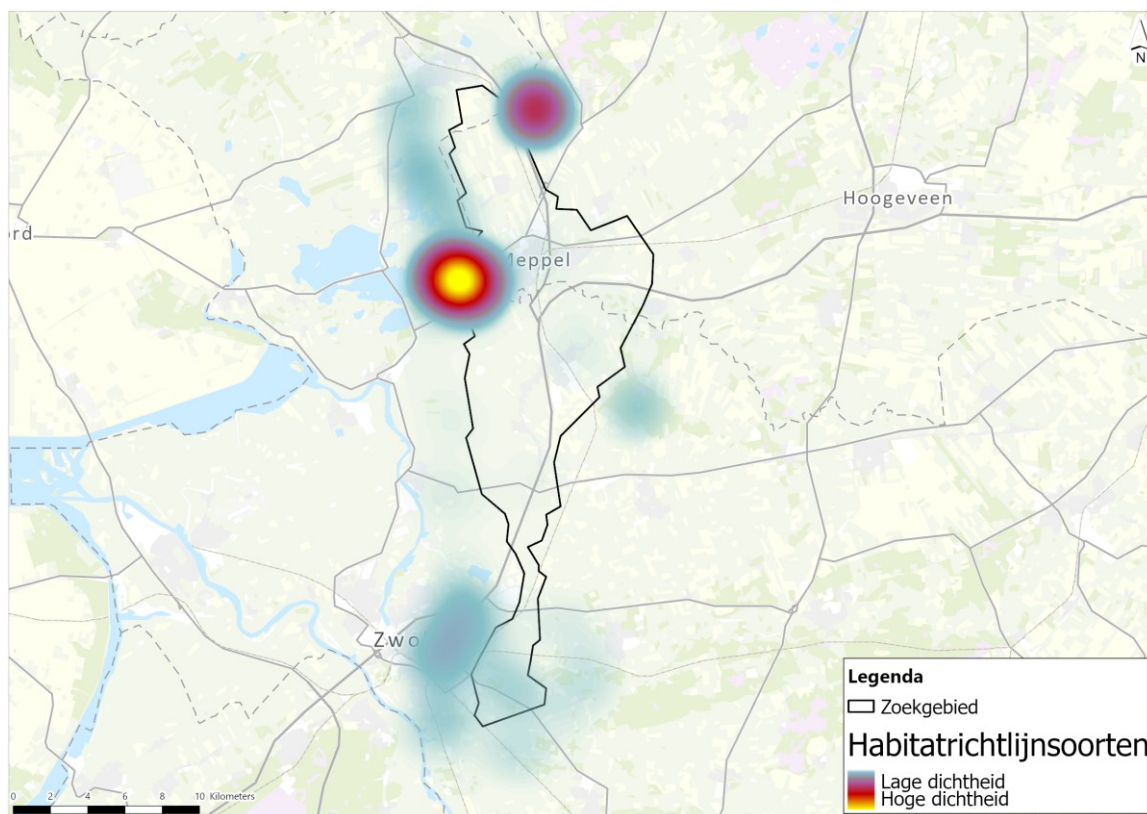 N
Hoogeveen
ord
Meppel
Zwo
Legenda
Zoekgebied
Habitatrichtlijnsoorten
Lage dichtheid
Hoge dichtheid
0 2 4 6 8 10 Kilometers